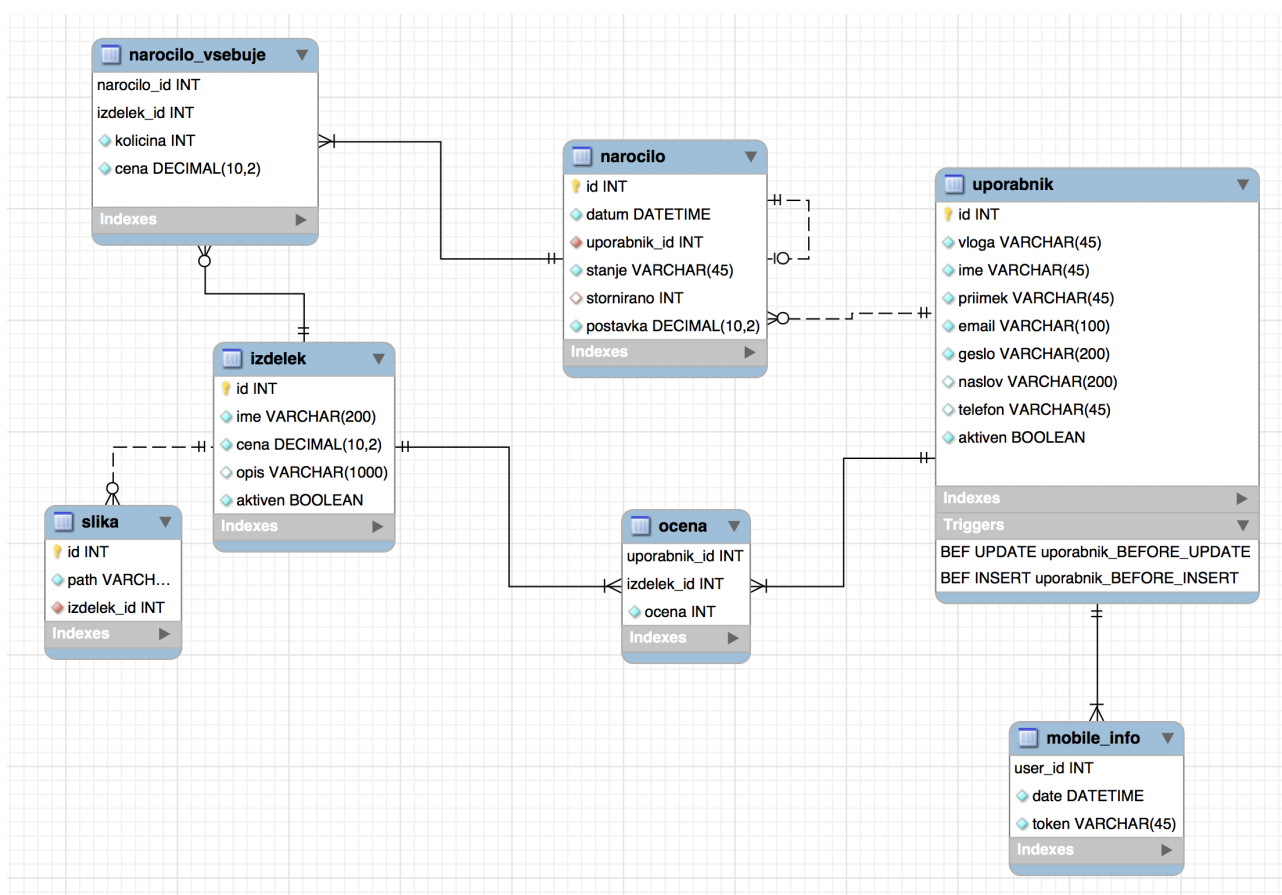 narocilo_vsebuje
narocilo_id INT
izdelek_id INT
kolicina INT
cena DECIMAL(10,2)
Indexes
narocilo
id INT
datum DATETIME
uporabnik_id INT
stanje VARCHAR(45)
stornirano INT
postavka DECIMAL(10,2)
Indexes
uporabnik
id INT
vloga VARCHAR(45)
ime VARCHAR(45)
priimek VARCHAR(45)
email VARCHAR(100)
geslo VARCHAR(200)
naslov VARCHAR(200)
telefon VARCHAR(45)
aktiven BOOLEAN
Indexes
Triggers
BEF UPDATE uporabnik_BEFORE_UPDATE
BEF INSERT uporabnik_BEFORE_INSERT
izdelek
id INT
ime VARCHAR(200)
cena DECIMAL(10,2)
opis VARCHAR(1000)
aktiven BOOLEAN
Indexes
slika
id INT
path VARCH...
izdelek_id INT
Indexes
ocena
uporabnik_id INT
izdelek_id INT
ocena INT
Indexes
mobile_info
user_id INT
date DATETIME
token VARCHAR(45)
Indexes